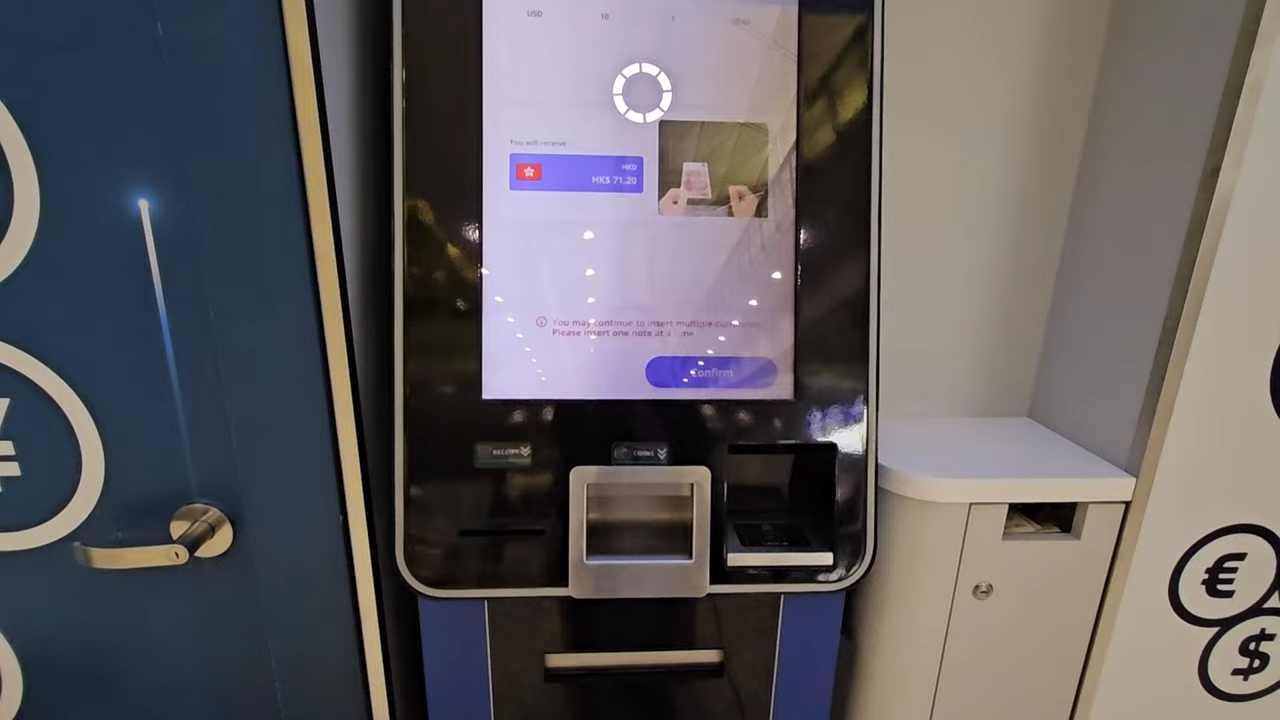 USD 10 1
You will receive
HKD
HK$ 71.20
You may continue to insert multiple
Please insert one note at a time
Confirm
RECEIPT
COINS
¥
€
$